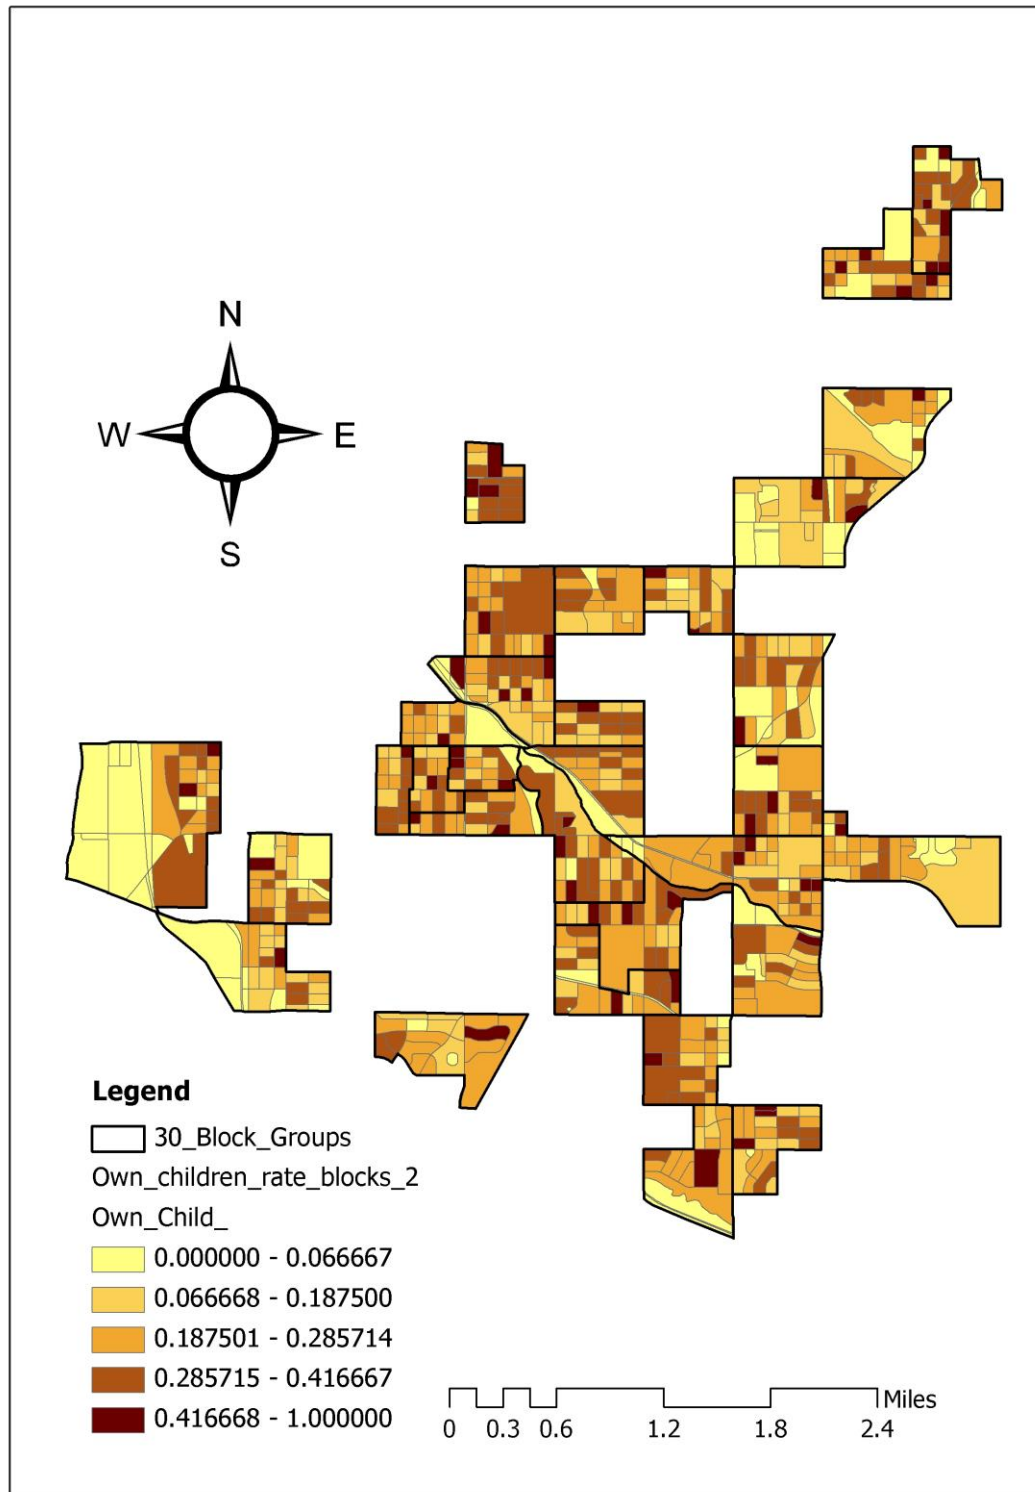 N
W E
S
Legend
30_Block_Groups
Own_children_rate_blocks_2
Own_Child_
0.000000 - 0.066667
0.066668 - 0.187500
0.187501 - 0.285714
0.285715 - 0.416667
0.416668 - 1.000000
Miles
0 0.3 0.6 1.2 1.8 2.4